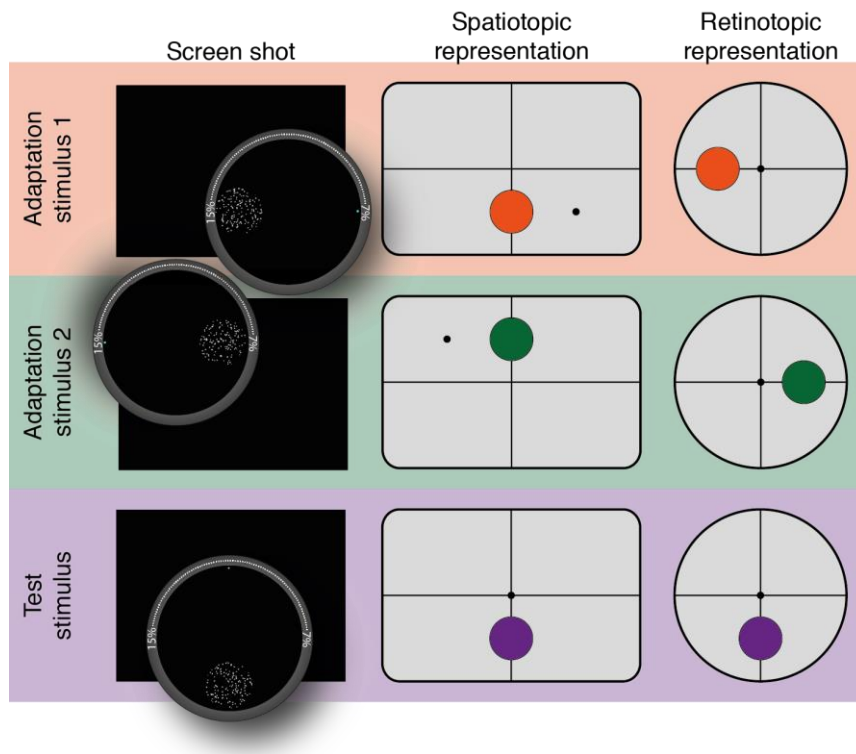 Screen shot
Spatiotopic
representation
Retinotopic
representation
Adaptation
stimulus 1
15%
7%
Adaptation
stimulus 2
15%
7%
Test
stimulus
15%
7%